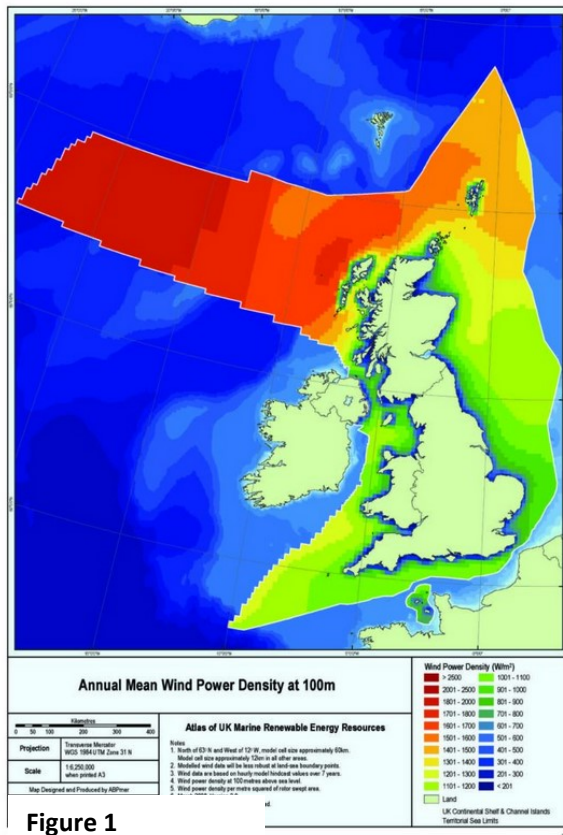 Annual Mean Wind Power Density at 100m
Kilometres
0 50 100 200 300 400
Projection
Transverse Mercator
WGS 1984 UTM Zone 31 N
Scale
1:6,250,000
when printed A3
Map Designed and Produced by ABPmer
Atlas of UK Marine Renewable Energy Resources
Notes
1. North of 63°N and West of 12°W, model cell size approximately 60km.
Model cell size approximately 12km in all other areas.
2. Modelled wind data will be less robust at land-sea boundary points.
3. Wind data are based on hourly model hindcast values over 7 years.
4. Wind power density at 100 metres above sea level.
5. Wind power density per metre squared of rotor swept area.
Wind Power Density (W/m²)
> 2500
2001 - 2500
1801 - 2000
1701 - 1800
1601 - 1700
1501 - 1600
1401 - 1500
1301 - 1400
1201 - 1300
1101 - 1200
1001 - 1100
901 - 1000
801 - 900
701 - 800
601 - 700
501 - 600
401 - 500
301 - 400
201 - 300
< 201
Land
UK Continental Shelf & Channel Islands
Territorial Sea Limits
Figure 1